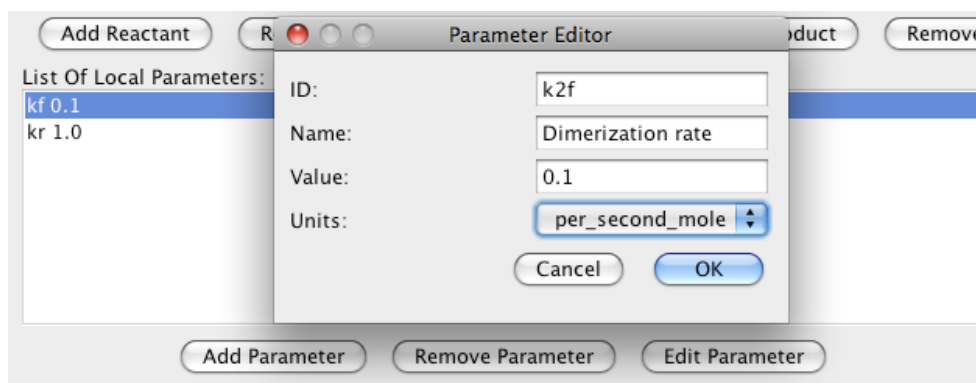 Add Reactant
R
Parameter Editor
oduct
Remove
List Of Local Parameters:
kf 0.1
kr 1.0
ID:
k2f
Name:
Dimerization rate
Value:
0.1
Units:
per_second_mole
Cancel
OK
Add Parameter
Remove Parameter
Edit Parameter